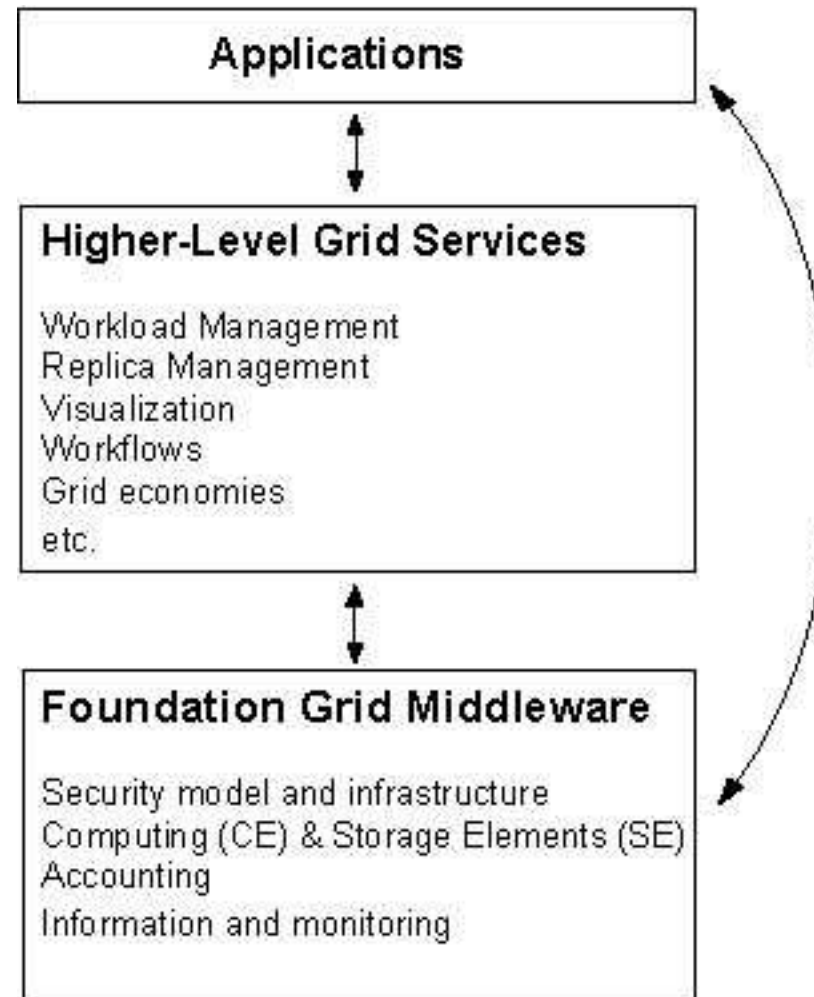 Applications
Higher-Level Grid Services
Workload Management
Replica Management
Visualization
Workflows
Grid economies
etc.
Foundation Grid Middleware
Security model and infrastructure
Computing (CE) & Storage Elements (SE)
Accounting
Information and monitoring